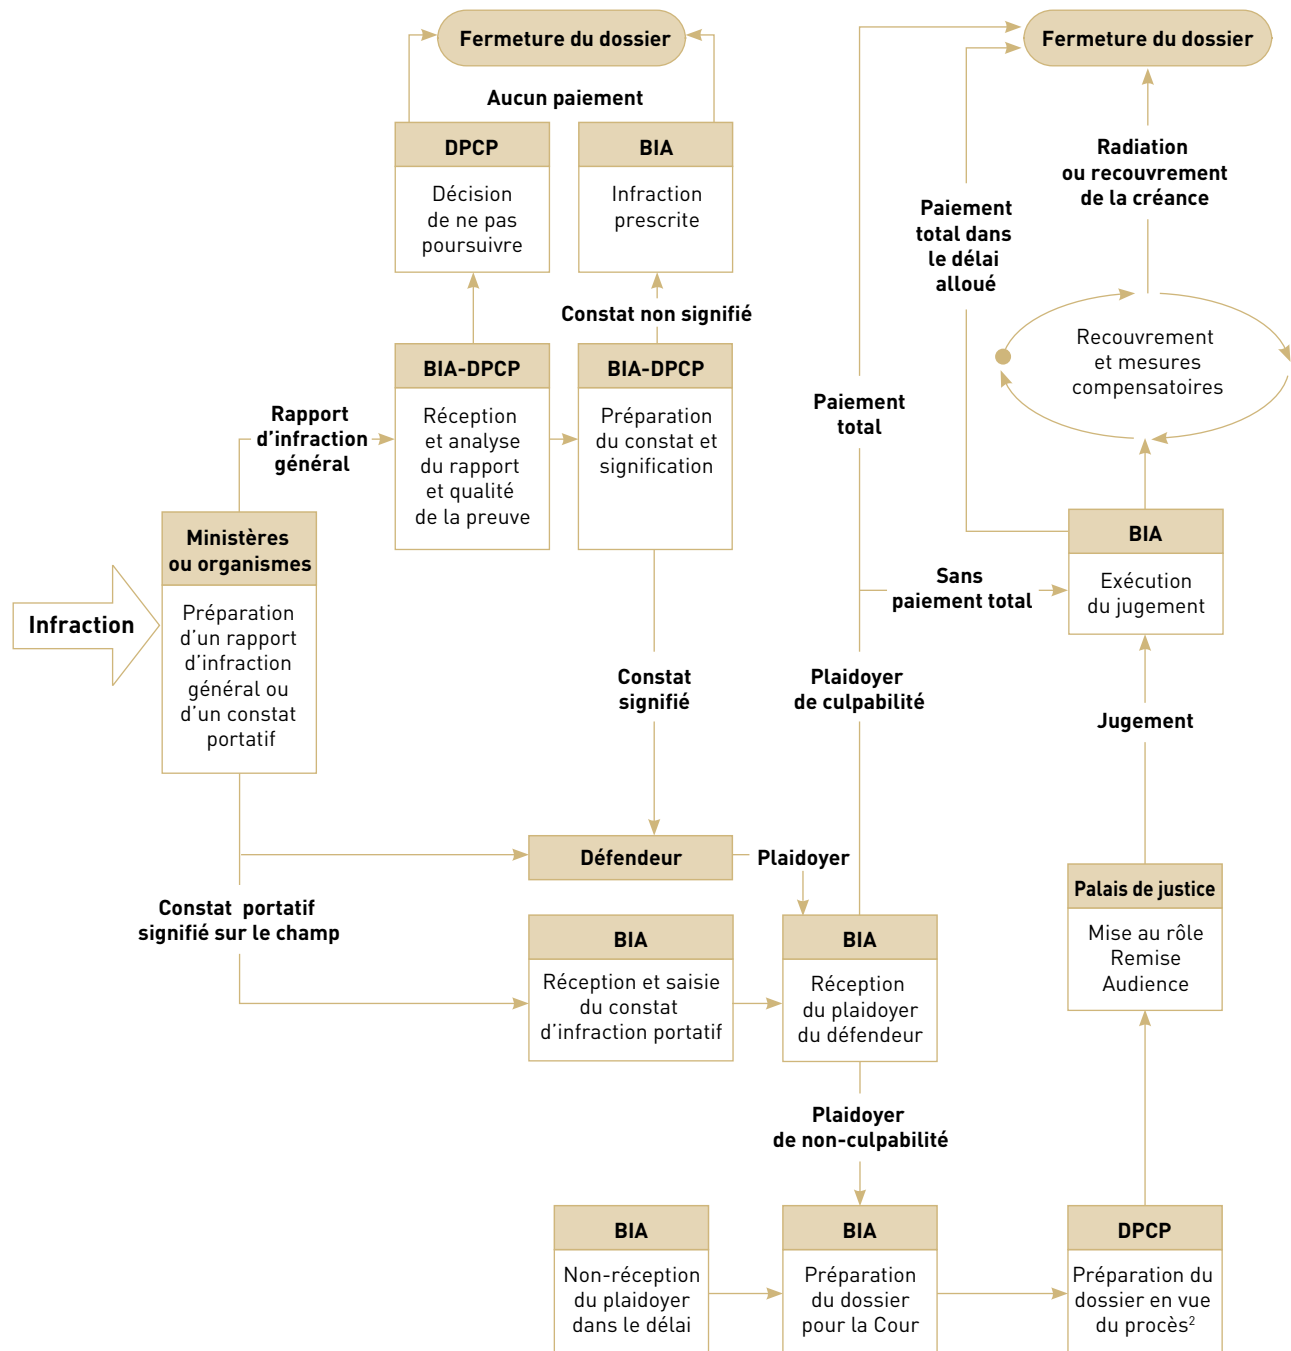 Fermeture du dossier
Fermeture du dossier
Aucun paiement
DPCP
Décision
de ne pas
poursuivre
BIA
Infraction
prescrite
Radiation
ou recouvrement
de la créance
Paiement
total dans
le délai
alloué
Constat non signifié
Recouvrement
et mesures
compensatoires
BIA-DPCP
Réception
et analyse
du rapport
et qualité
de la preuve
BIA-DPCP
Préparation
du constat et
signification
Rapport
d’infraction
général
Paiement
total
Ministères
ou organismes
Préparation
d’un rapport
d’infraction
général ou
d’un constat
portatif
Infraction
BIA
Exécution
du jugement
Sans
paiement total
Constat
signifié
Plaidoyer
de culpabilité
Jugement
Défendeur
Plaidoyer
Constat portatif
signifié sur le champ
BIA
Réception et saisie
du constat
d’infraction portatif
BIA
Réception
du plaidoyer
du défendeur
Palais de justice
Mise au rôle
Remise
Audience
Plaidoyer
de non-culpabilité
BIA
Non-réception
du plaidoyer
dans le délai
BIA
Préparation
du dossier
pour la Cour
DPCP
Préparation du
dossier en vue
du procès²